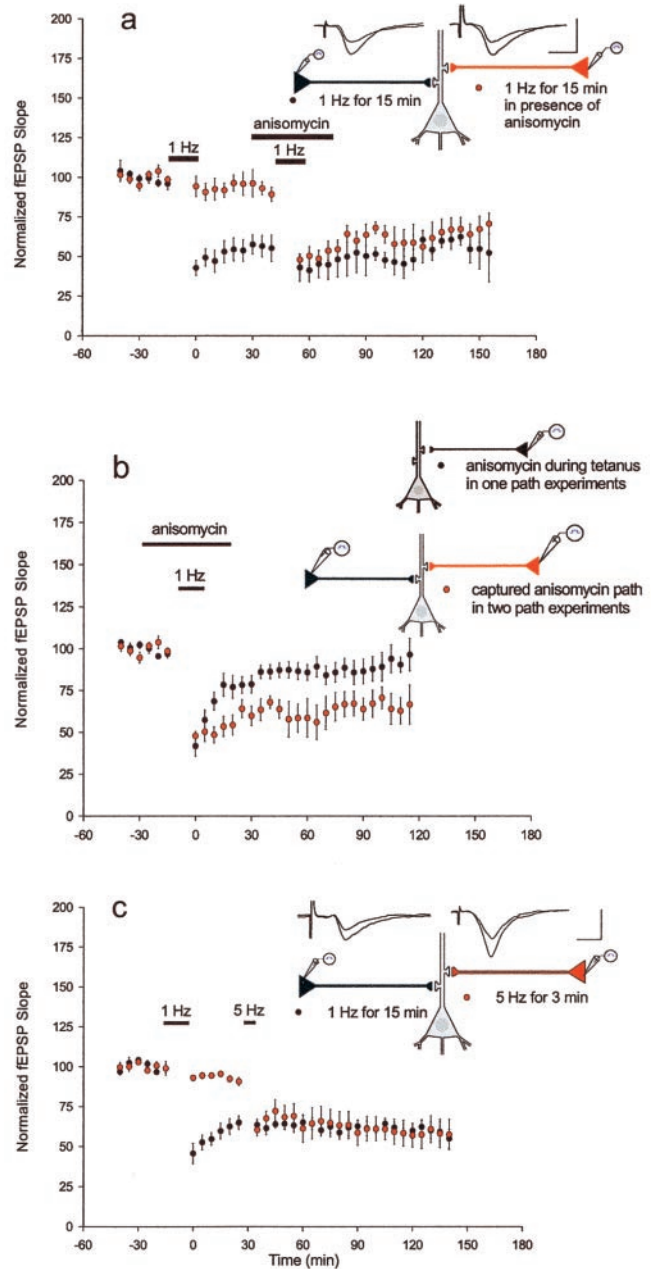 a
200
175
150
125
100
75
50
25
0
Normalized fEPSP Slope
1 Hz
anisomycin
1 Hz
1 Hz for 15 min
1 Hz for 15 min
in presence of
anisomycin
-60
-30
0
30
60
90
120
150
180
b
200
175
150
125
100
75
50
25
0
Normalized fEPSP Slope
anisomycin
1 Hz
anisomycin during tetanus
in one path experiments
captured anisomycin path
in two path experiments
-60
-30
0
30
60
90
120
150
180
c
200
175
150
125
100
75
50
25
0
Normalized fEPSP Slope
1 Hz
5 Hz
1 Hz for 15 min
5 Hz for 3 min
-60
-30
0
30
60
90
120
150
180
Time (min)